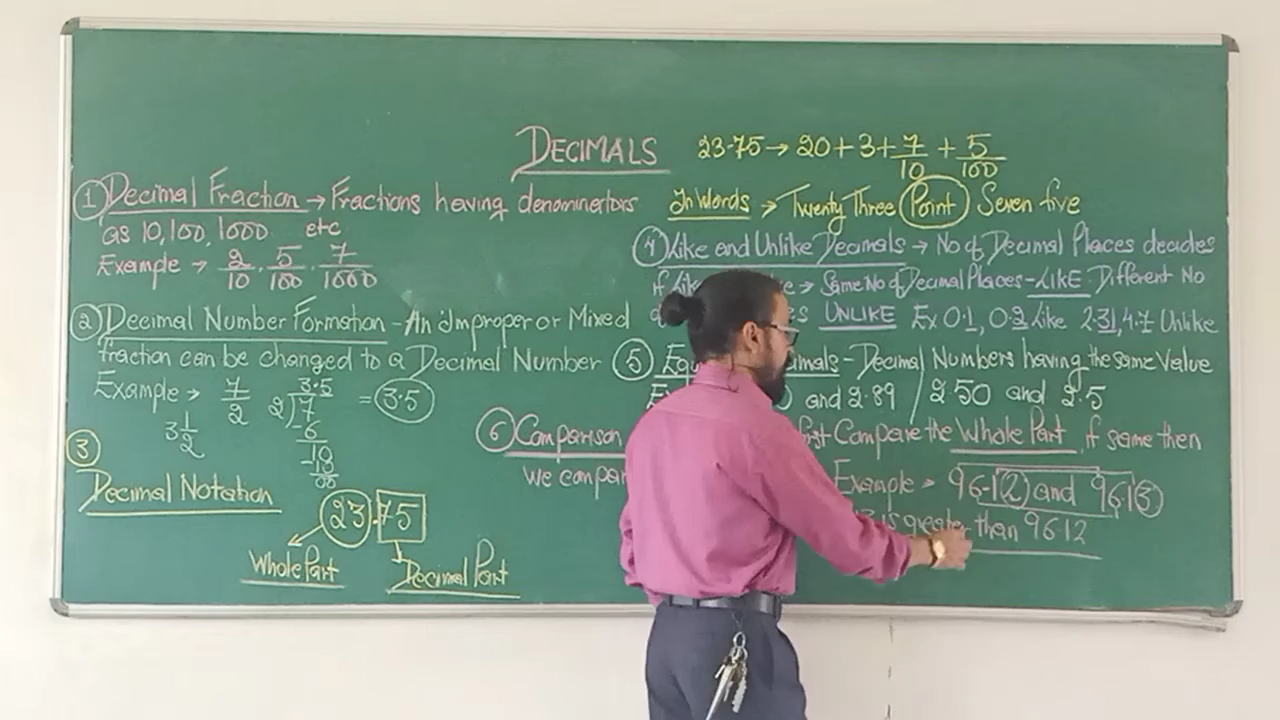 DECIMALS
23.75 → 20 + 3 + 7/10 + 5/100
In Words → Twenty Three Point Seven five
① Decimal Fraction → Fractions having denominators
as 10, 100, 1000 etc
Example → 2/10 . 5/100 . 7/1000
② Decimal Number Formation - An improper or Mixed
fraction can be changed to a Decimal Number
Example → 7/2
3 1/2
3.5
2)7
-6
10
-10
00
= 3.5
③
Decimal Notation
23.75
Whole Part
Decimal Part
④ Like and Unlike Decimals → No of Decimal Places decides
if → Same No of Decimal Places - LIKE. Different No
UNLIKE Ex 0.1, 0.3 Like 2.31, 4.7 Unlike
⑤ Decimals - Decimal Numbers having the same value
and 2.89 / 2.50 and 2.5
⑥ Comparison Compare the Whole Part, if same then
we
Example → 96.12 and 96.13
is greater than 96.12